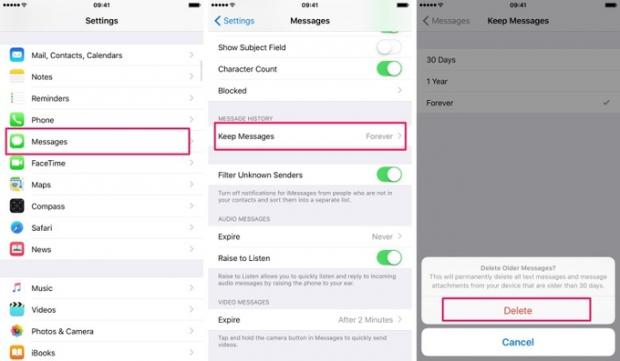 09:41
Settings
Mail, Contacts, Calendars
Notes
Reminders
Phone
Messages
FaceTime
Maps
Compass
Safari
News
Music
Videos
Photos & Camera
iBooks
09:41
Settings
Messages
Show Subject Field
Character Count
Blocked
MESSAGE HISTORY
Keep Messages Forever
Filter Unknown Senders
Turn off notifications for iMessages from people who are not in
your contacts and sort them into a separate list.
AUDIO MESSAGES
Expire Never
Raise to Listen
Raise to Listen allows you to quickly listen and reply to incoming
audio messages by raising the phone to your ear.
VIDEO MESSAGES
Expire After 2 Minutes
Tap and hold the camera button in Messages to quickly send
videos.
09:41
Messages
Keep Messages
30 Days
1 Year
Forever
Delete Older Messages?
This will permanently delete all text messages and message
attachments from your device that are older than 30 days.
Delete
Cancel